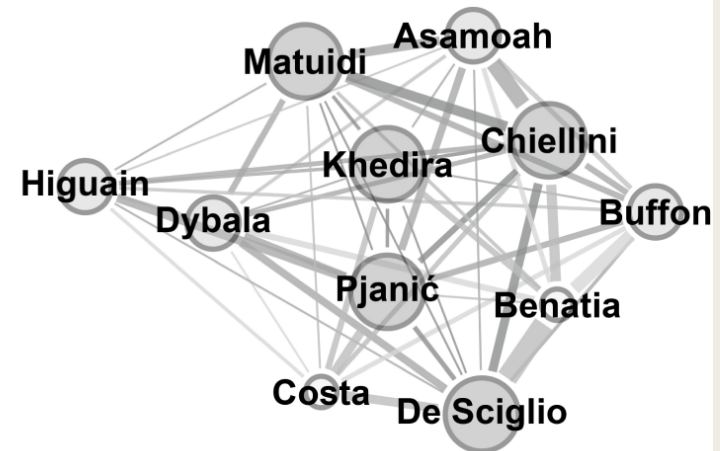 Asamoah
Matuidi
Chiellini
Khedira
Higuain
Dybala
Buffon
Pjanić
Benatia
Costa
De Sciglio